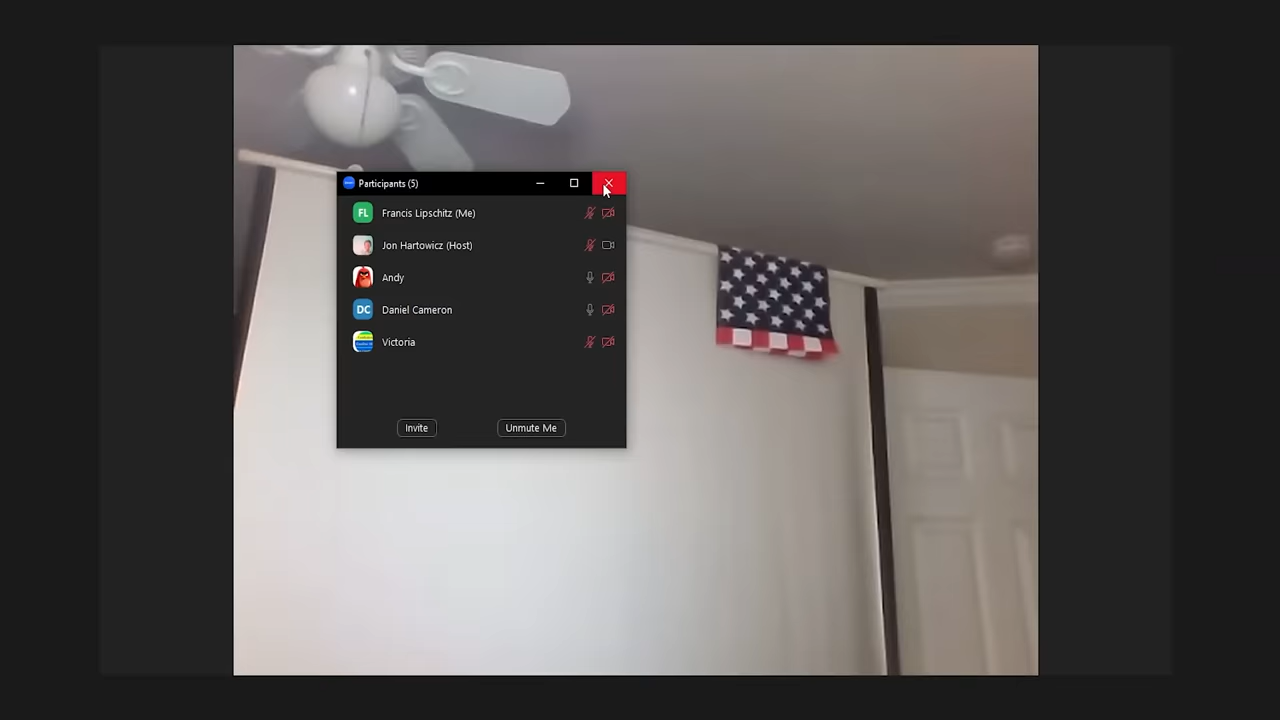 Participants (5)
FL Francis Lipschitz (Me)
Jon Hartowicz (Host)
Andy
DC Daniel Cameron
Victoria
Invite Unmute Me